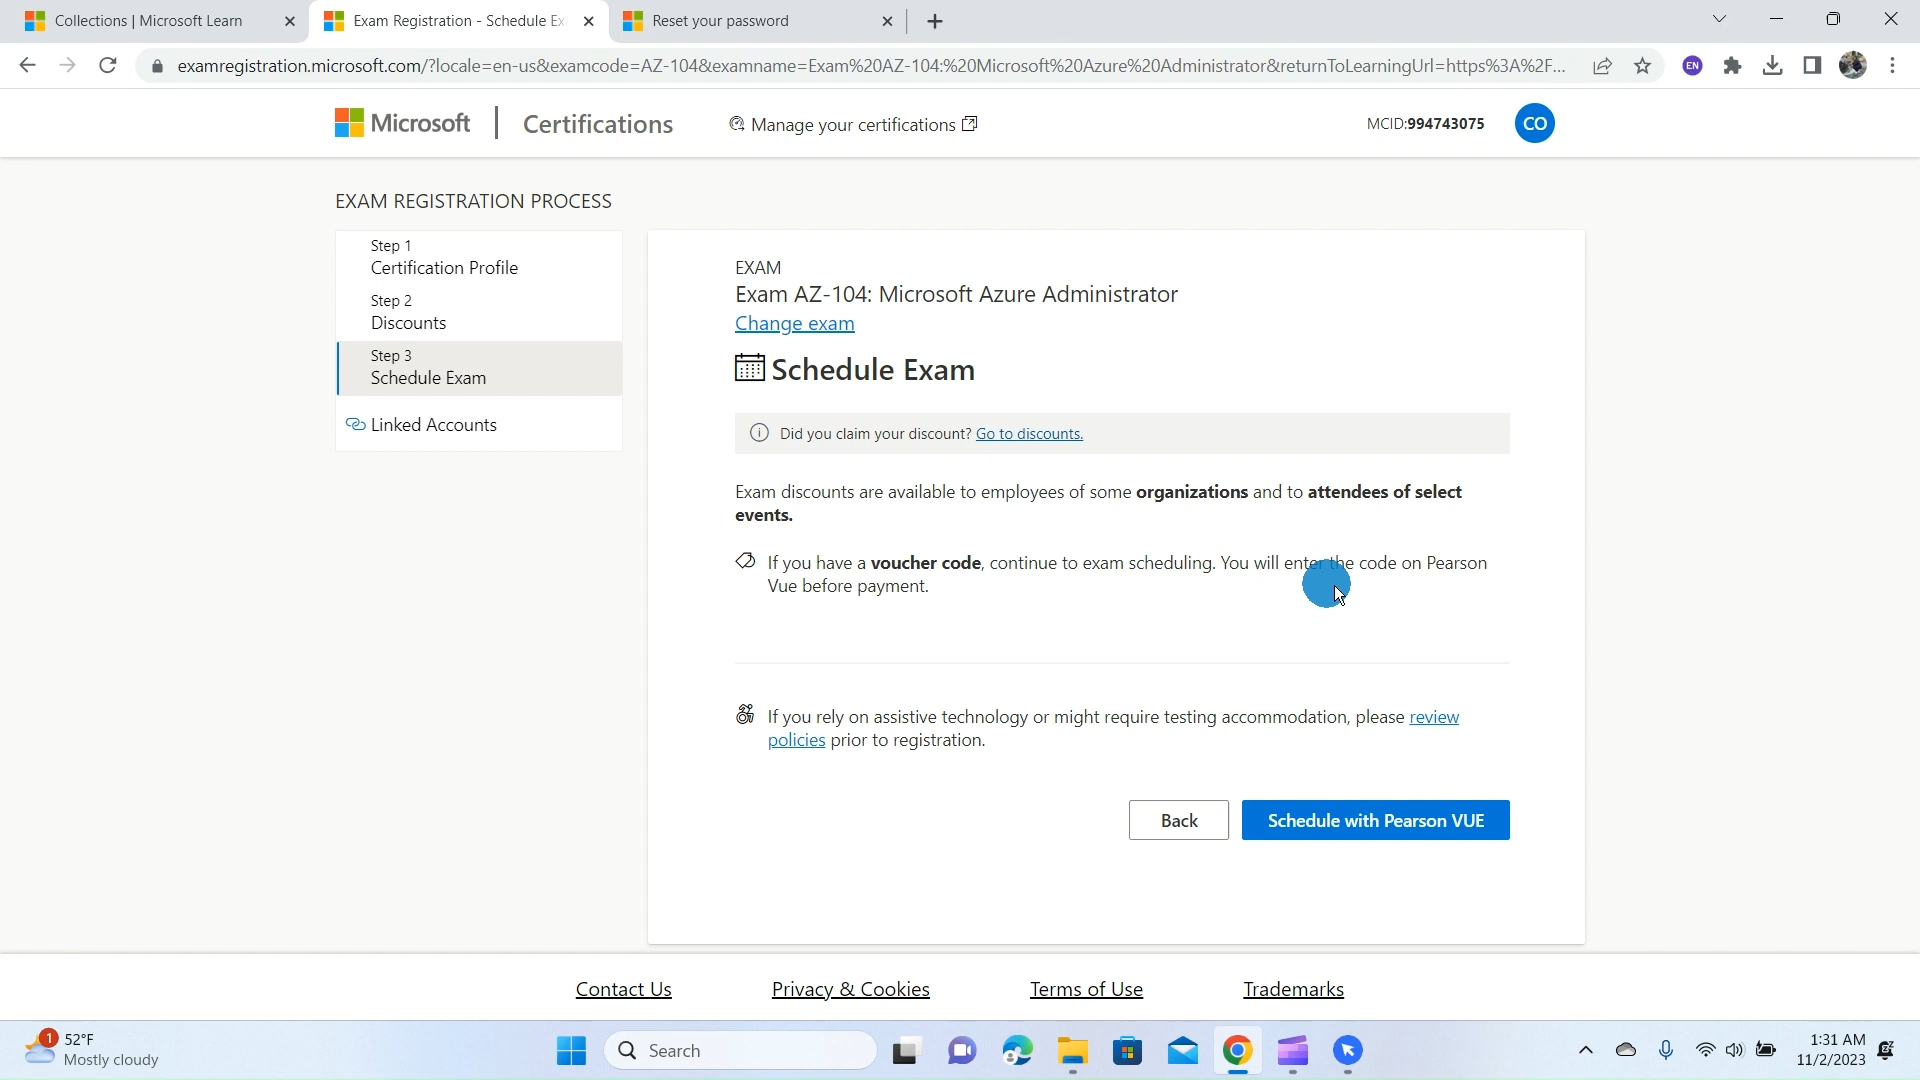 Collections | Microsoft Learn
Exam Registration - Schedule Ex
Reset your password
examregistration.microsoft.com/?locale=en-us&examcode=AZ-104&examname=Exam%20AZ-104:%20Microsoft%20Azure%20Administrator&returnToLearningUrl=https%3A%2F...
EN
Microsoft
Certifications
Manage your certifications
MCID:994743075
CO
EXAM REGISTRATION PROCESS
Step 1
Certification Profile
Step 2
Discounts
Step 3
Schedule Exam
Linked Accounts
EXAM
Exam AZ-104: Microsoft Azure Administrator
Change exam
Schedule Exam
Did you claim your discount? Go to discounts.
Exam discounts are available to employees of some organizations and to attendees of select
events.
If you have a voucher code, continue to exam scheduling. You will enter the code on Pearson
Vue before payment.
If you rely on assistive technology or might require testing accommodation, please review
policies prior to registration.
Back
Schedule with Pearson VUE
Contact Us
Privacy & Cookies
Terms of Use
Trademarks
1
52°F
Mostly cloudy
Search
1:31 AM
11/2/2023